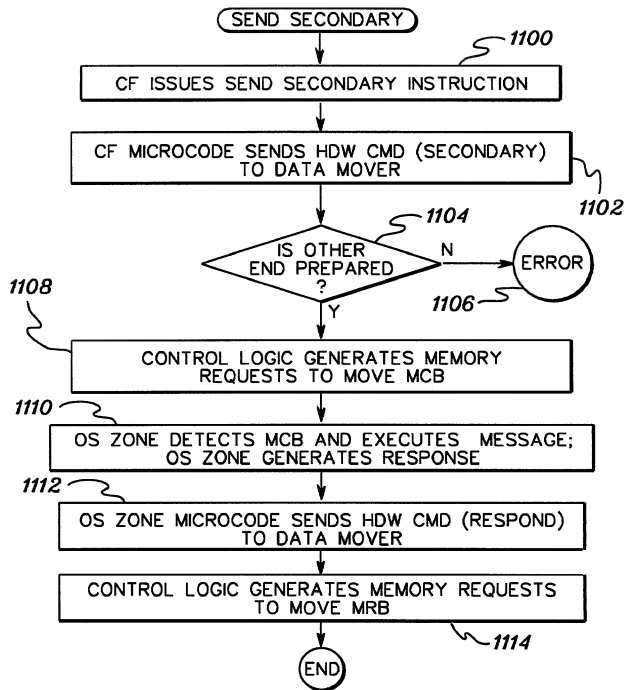 SEND SECONDARY
1100
CF ISSUES SEND SECONDARY INSTRUCTION
CF MICROCODE SENDS HDW CMD (SECONDARY)
TO DATA MOVER
1102
1104
IS OTHER
END PREPARED
?
N
ERROR
1106
Y
1108
CONTROL LOGIC GENERATES MEMORY
REQUESTS TO MOVE MCB
1110
OS ZONE DETECTS MCB AND EXECUTES MESSAGE;
OS ZONE GENERATES RESPONSE
1112
OS ZONE MICROCODE SENDS HDW CMD (RESPOND)
TO DATA MOVER
CONTROL LOGIC GENERATES MEMORY REQUESTS
TO MOVE MRB
1114
END